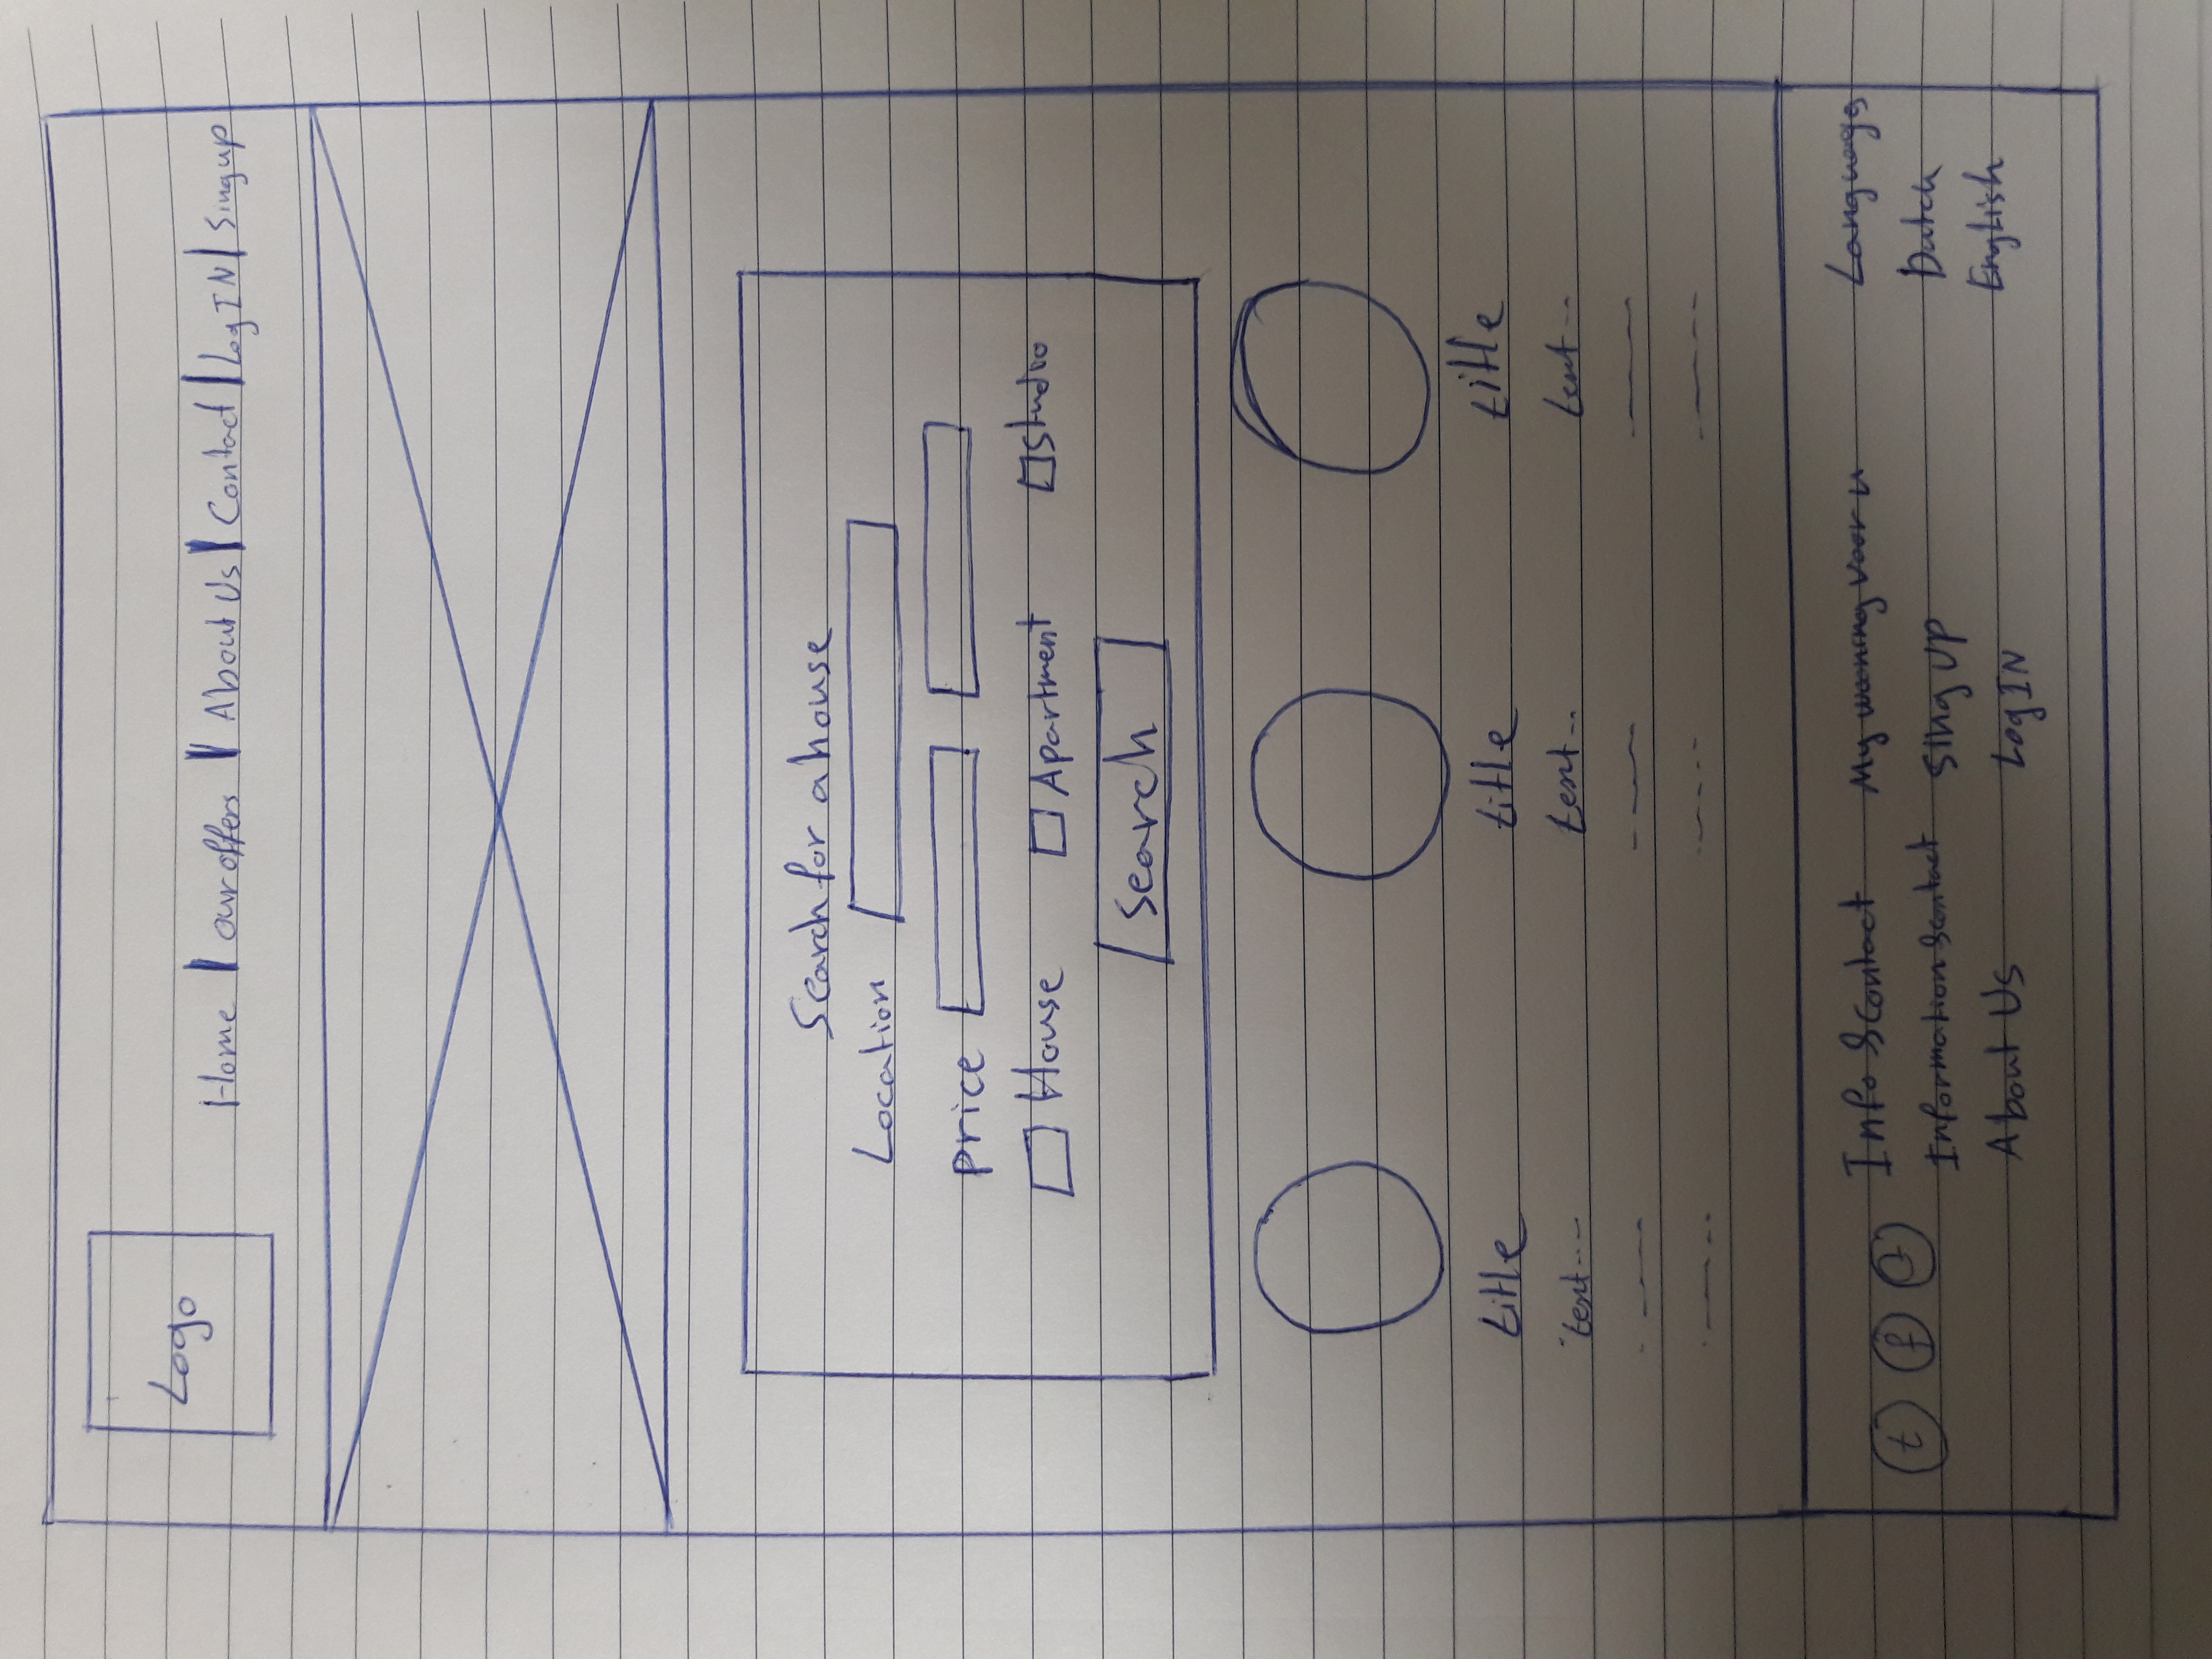 Logo
Home | our offers | About Us | Contact | Log IN | Sing up
Search for a house
Location
price
House Apartment Studio
Search
title title title
text--- text-- text--
t f
Info & contact My woning voor u Language
Information & contact Sing up Dutch
About Us Log IN English